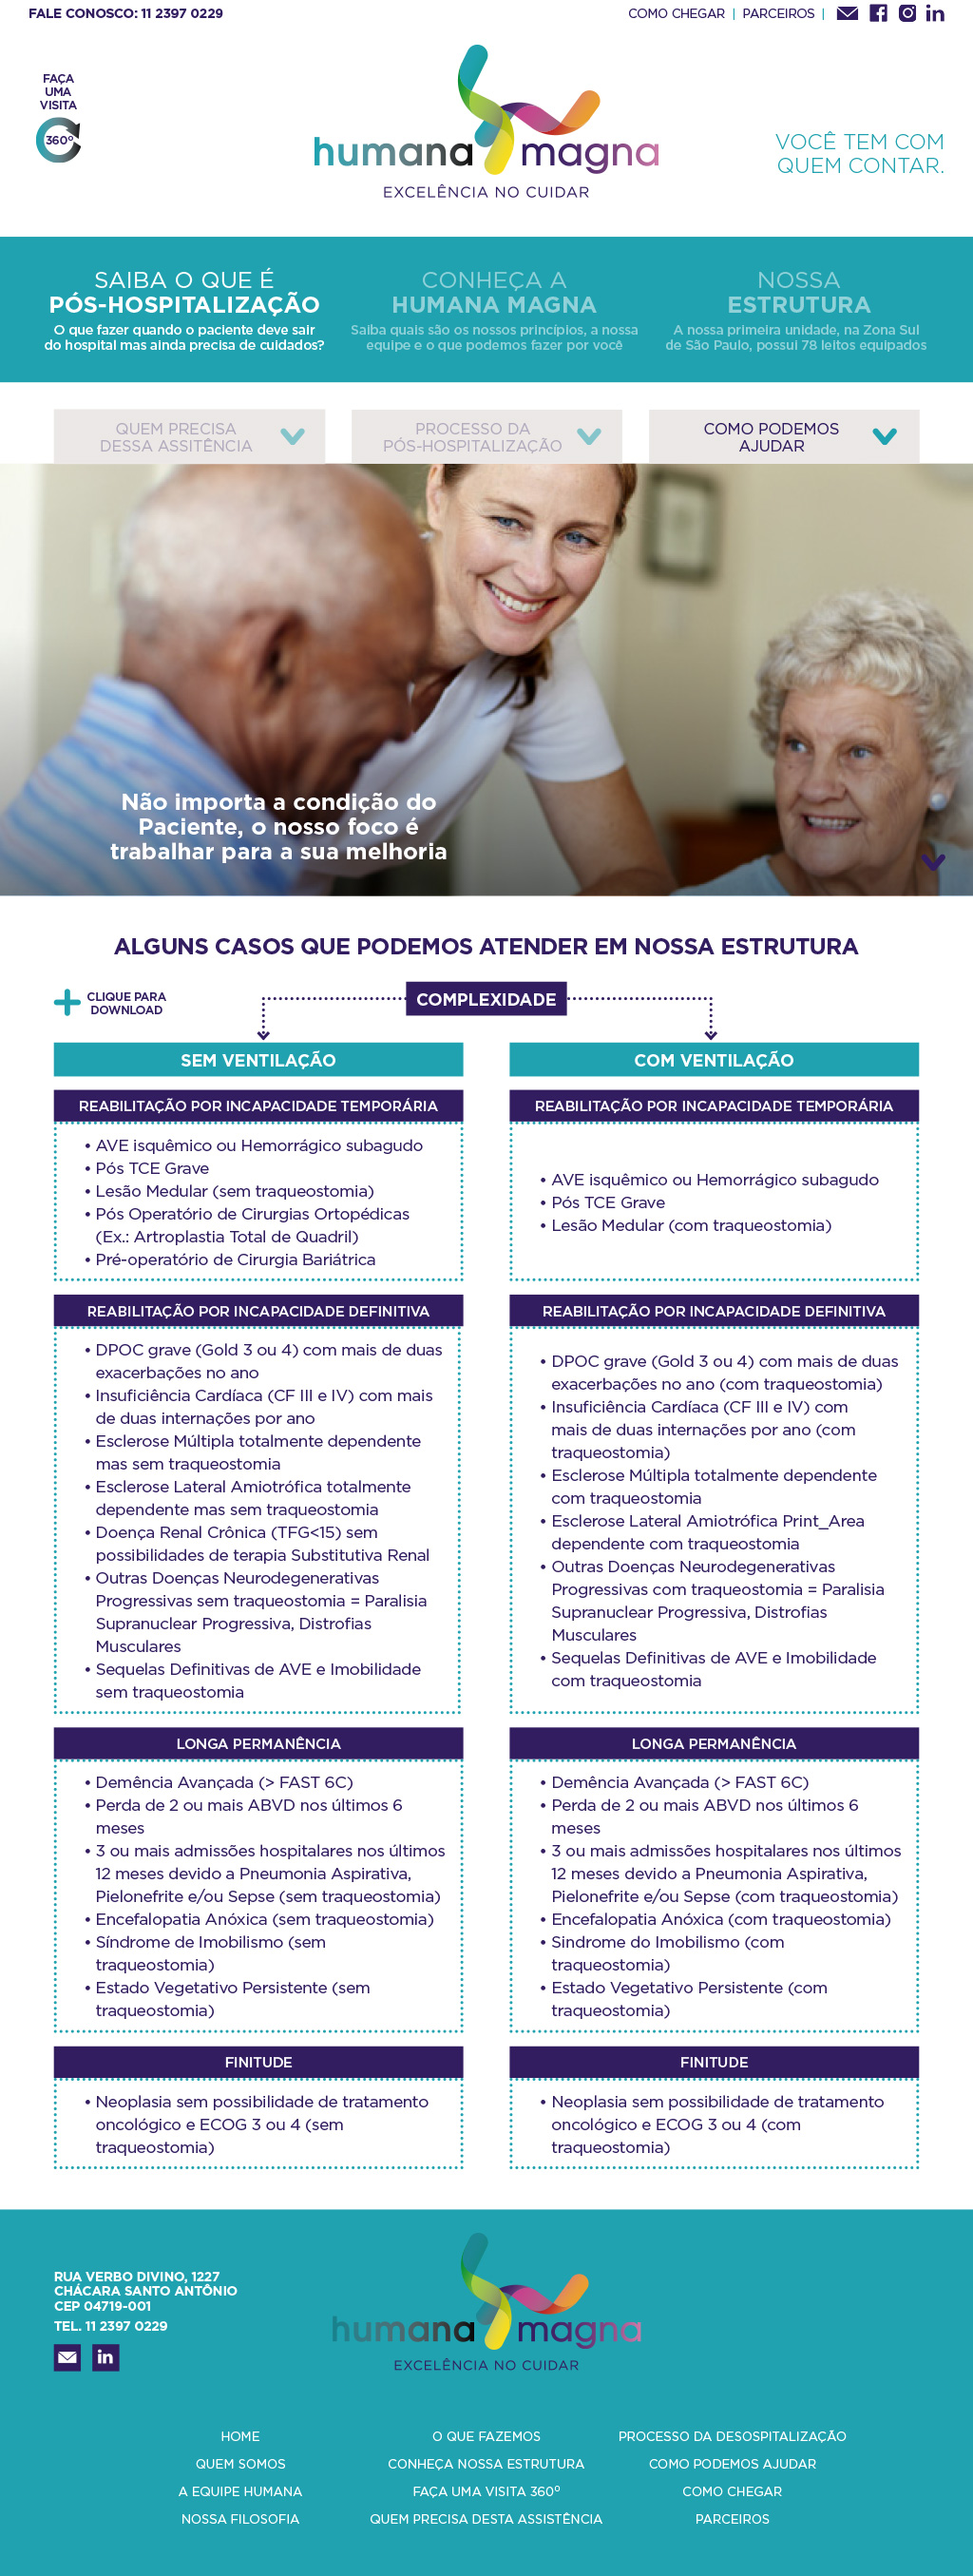 FALE CONOSCO: 11 2397 0229
COMO CHEGAR | PARCEIROS |
FAÇA
UMA
VISITA
360º
humana magna
EXCELÊNCIA NO CUIDAR
VOCÊ TEM COM
QUEM CONTAR.
SAIBA O QUE É
PÓS-HOSPITALIZAÇÃO
O que fazer quando o paciente deve sair
do hospital mas ainda precisa de cuidados?
CONHEÇA A
HUMANA MAGNA
Saiba quais são os nossos princípios, a nossa
equipe e o que podemos fazer por você
NOSSA
ESTRUTURA
A nossa primeira unidade, na Zona Sul
de São Paulo, possui 78 leitos equipados
QUEM PRECISA
DESSA ASSITÊNCIA
PROCESSO DA
PÓS-HOSPITALIZAÇÃO
COMO PODEMOS
AJUDAR
Não importa a condição do
Paciente, o nosso foco é
trabalhar para a sua melhoria
ALGUNS CASOS QUE PODEMOS ATENDER EM NOSSA ESTRUTURA
CLIQUE PARA
DOWNLOAD
COMPLEXIDADE
SEM VENTILAÇÃO
REABILITAÇÃO POR INCAPACIDADE TEMPORÁRIA
• AVE isquêmico ou Hemorrágico subagudo
• Pós TCE Grave
• Lesão Medular (sem traqueostomia)
• Pós Operatório de Cirurgias Ortopédicas
(Ex.: Artroplastia Total de Quadril)
• Pré-operatório de Cirurgia Bariátrica
REABILITAÇÃO POR INCAPACIDADE DEFINITIVA
• DPOC grave (Gold 3 ou 4) com mais de duas
exacerbações no ano
• Insuficiência Cardíaca (CF III e IV) com mais
de duas internações por ano
• Esclerose Múltipla totalmente dependente
mas sem traqueostomia
• Esclerose Lateral Amiotrófica totalmente
dependente mas sem traqueostomia
• Doença Renal Crônica (TFG<15) sem
possibilidades de terapia Substitutiva Renal
• Outras Doenças Neurodegenerativas
Progressivas sem traqueostomia = Paralisia
Supranuclear Progressiva, Distrofias
Musculares
• Sequelas Definitivas de AVE e Imobilidade
sem traqueostomia
LONGA PERMANÊNCIA
• Demência Avançada (> FAST 6C)
• Perda de 2 ou mais ABVD nos últimos 6
meses
• 3 ou mais admissões hospitalares nos últimos
12 meses devido a Pneumonia Aspirativa,
Pielonefrite e/ou Sepse (sem traqueostomia)
• Encefalopatia Anóxica (sem traqueostomia)
• Síndrome de Imobilismo (sem
traqueostomia)
• Estado Vegetativo Persistente (sem
traqueostomia)
FINITUDE
• Neoplasia sem possibilidade de tratamento
oncológico e ECOG 3 ou 4 (sem
traqueostomia)
COM VENTILAÇÃO
REABILITAÇÃO POR INCAPACIDADE TEMPORÁRIA
• AVE isquêmico ou Hemorrágico subagudo
• Pós TCE Grave
• Lesão Medular (com traqueostomia)
REABILITAÇÃO POR INCAPACIDADE DEFINITIVA
• DPOC grave (Gold 3 ou 4) com mais de duas
exacerbações no ano (com traqueostomia)
• Insuficiência Cardíaca (CF III e IV) com
mais de duas internações por ano (com
traqueostomia)
• Esclerose Múltipla totalmente dependente
com traqueostomia
• Esclerose Lateral Amiotrófica Print_Area
dependente com traqueostomia
• Outras Doenças Neurodegenerativas
Progressivas com traqueostomia = Paralisia
Supranuclear Progressiva, Distrofias
Musculares
• Sequelas Definitivas de AVE e Imobilidade
com traqueostomia
LONGA PERMANÊNCIA
• Demência Avançada (> FAST 6C)
• Perda de 2 ou mais ABVD nos últimos 6
meses
• 3 ou mais admissões hospitalares nos últimos
12 meses devido a Pneumonia Aspirativa,
Pielonefrite e/ou Sepse (com traqueostomia)
• Encefalopatia Anóxica (com traqueostomia)
• Sindrome do Imobilismo (com
traqueostomia)
• Estado Vegetativo Persistente (com
traqueostomia)
FINITUDE
• Neoplasia sem possibilidade de tratamento
oncológico e ECOG 3 ou 4 (com
traqueostomia)
RUA VERBO DIVINO, 1227
CHÁCARA SANTO ANTÔNIO
CEP 04719-001
TEL. 11 2397 0229
humana magna
EXCELÊNCIA NO CUIDAR
HOME
QUEM SOMOS
A EQUIPE HUMANA
NOSSA FILOSOFIA
O QUE FAZEMOS
CONHEÇA NOSSA ESTRUTURA
FAÇA UMA VISITA 360º
QUEM PRECISA DESTA ASSISTÊNCIA
PROCESSO DA DESOSPITALIZAÇÃO
COMO PODEMOS AJUDAR
COMO CHEGAR
PARCEIROS